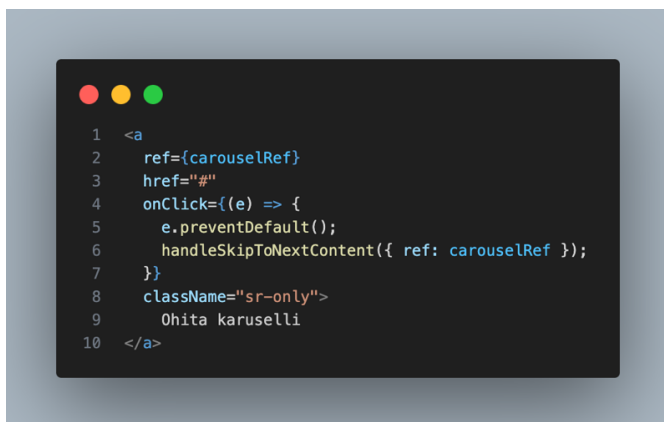 1 <a
2 ref={carouselRef}
3 href="#"
4 onClick={(e) => {
5 e.preventDefault();
6 handleSkipToNextContent({ ref: carouselRef });
7 }}
8 className="sr-only">
9 Ohita karuselli
10 </a>